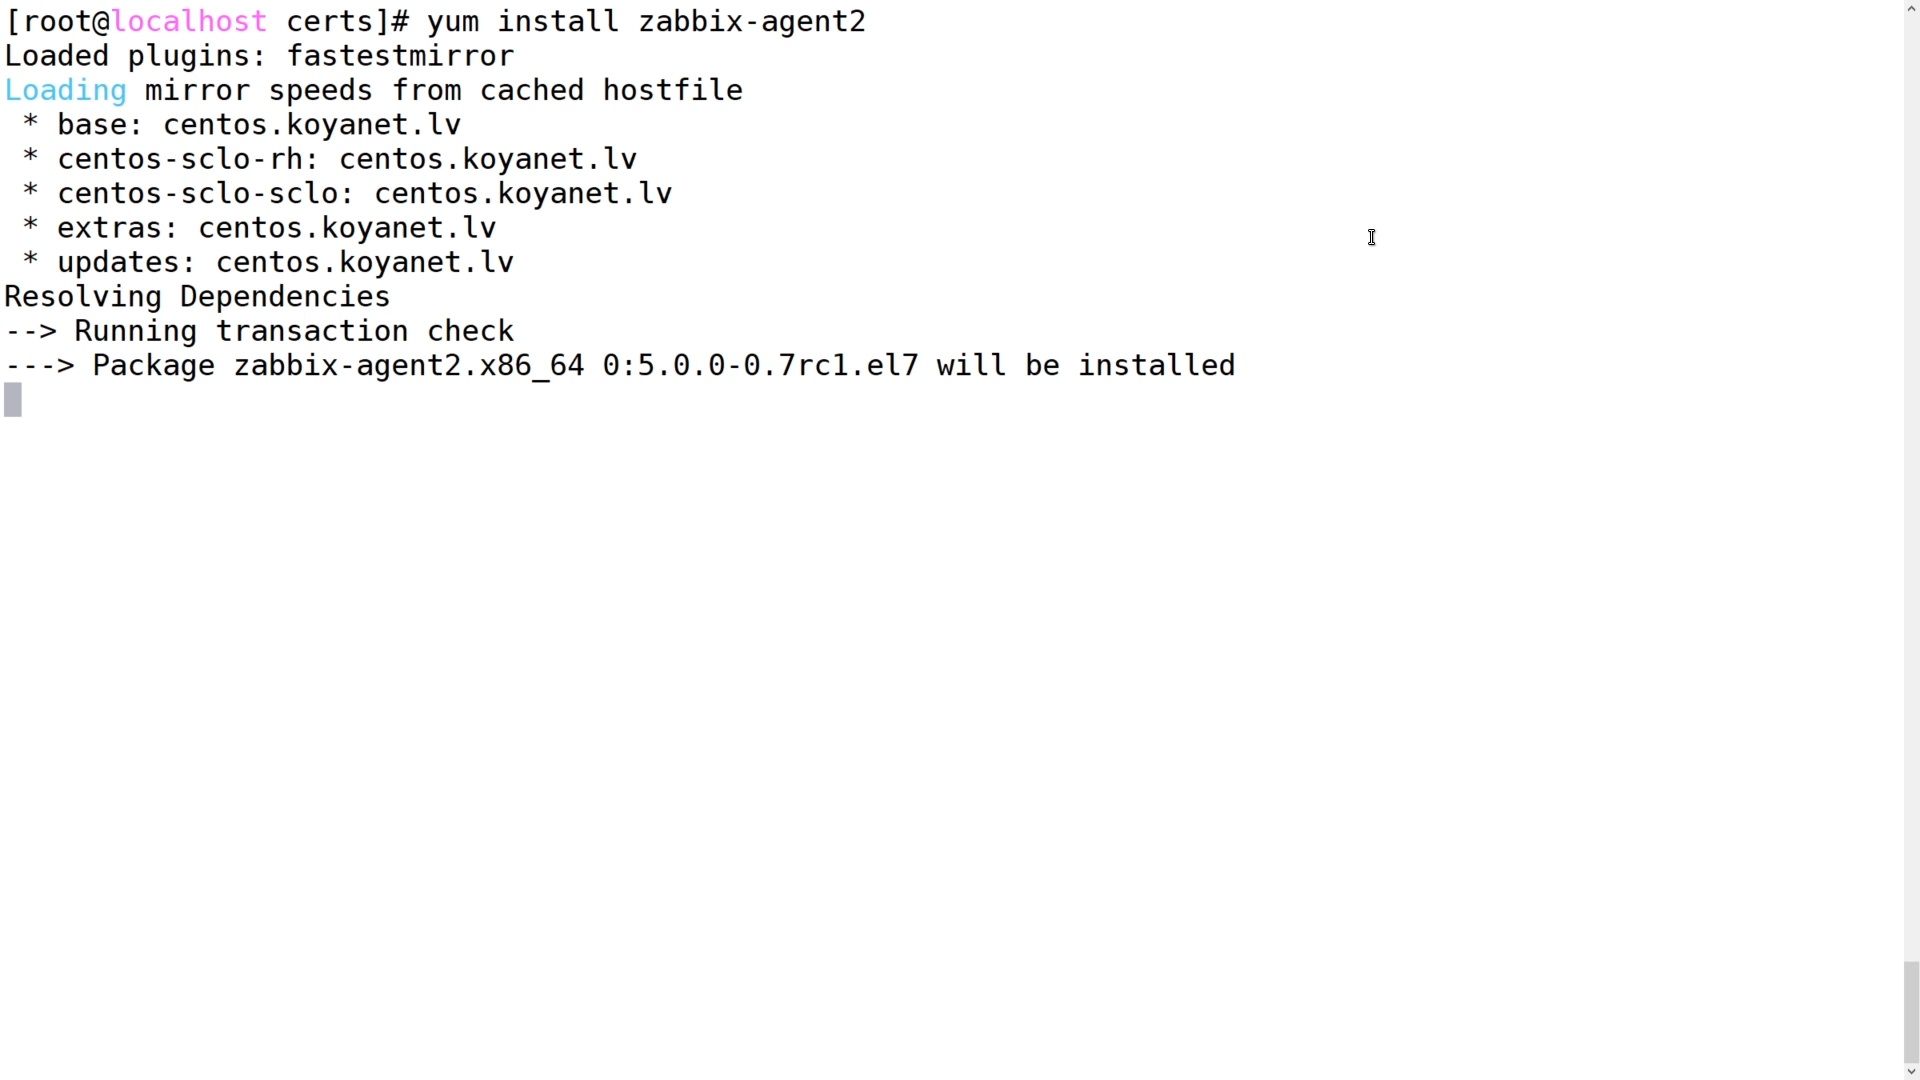 [root@localhost certs]# yum install zabbix-agent2
Loaded plugins: fastestmirror
Loading mirror speeds from cached hostfile
 * base: centos.koyanet.lv
 * centos-sclo-rh: centos.koyanet.lv
 * centos-sclo-sclo: centos.koyanet.lv
 * extras: centos.koyanet.lv
 * updates: centos.koyanet.lv
Resolving Dependencies
--> Running transaction check
---> Package zabbix-agent2.x86_64 0:5.0.0-0.7rc1.el7 will be installed